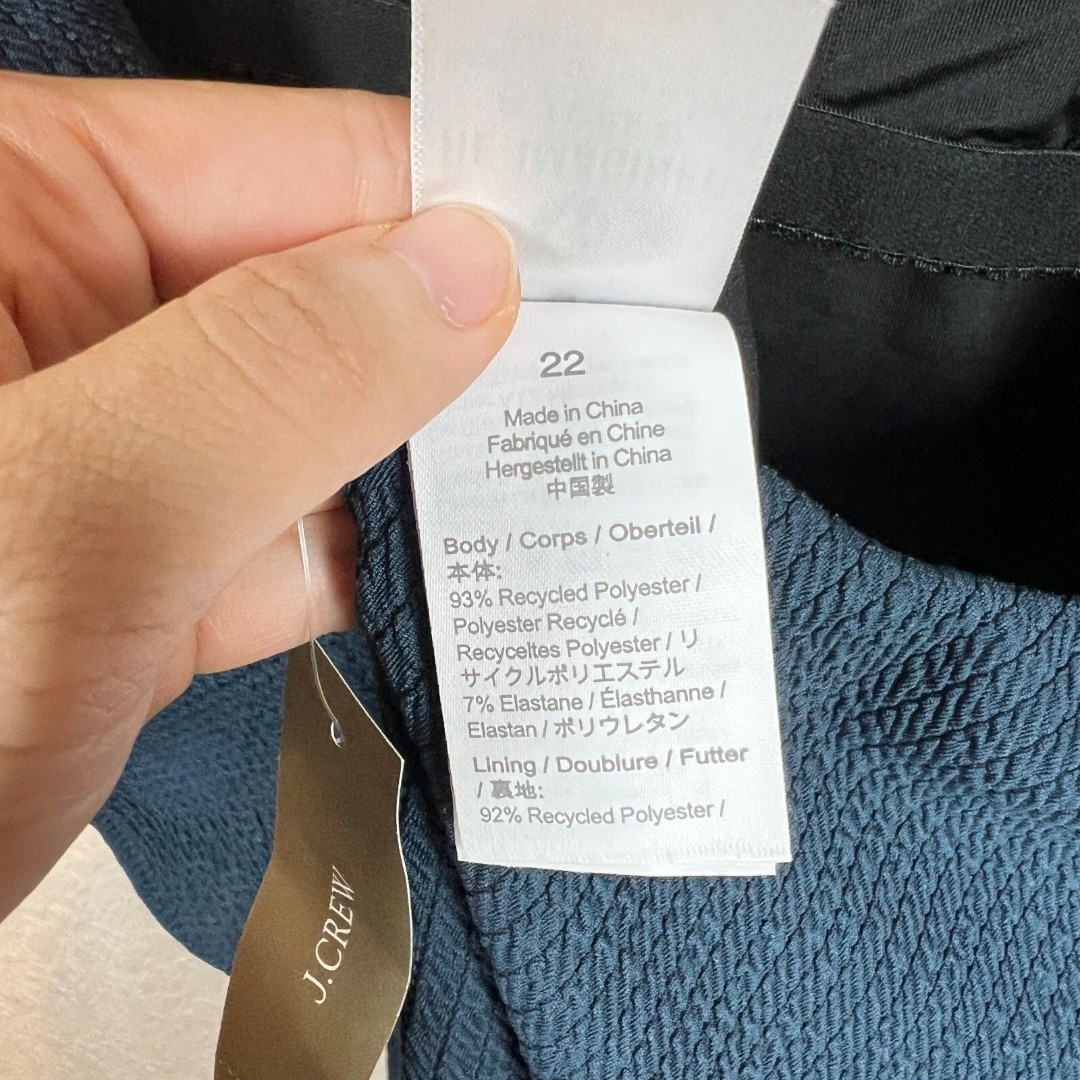 22
Made in China
Fabriqué en Chine
Hergestellt in China
中国製
Body / Corps / Oberteil /
本体:
93% Recycled Polyester /
Polyester Recyclé /
Recyceltes Polyester / リ
サイクルポリエステル
7% Elastane / Élasthanne /
Elastan / ポリウレタン
Lining / Doublure / Futter
/ 裏地:
92% Recycled Polyester /
J.CREW